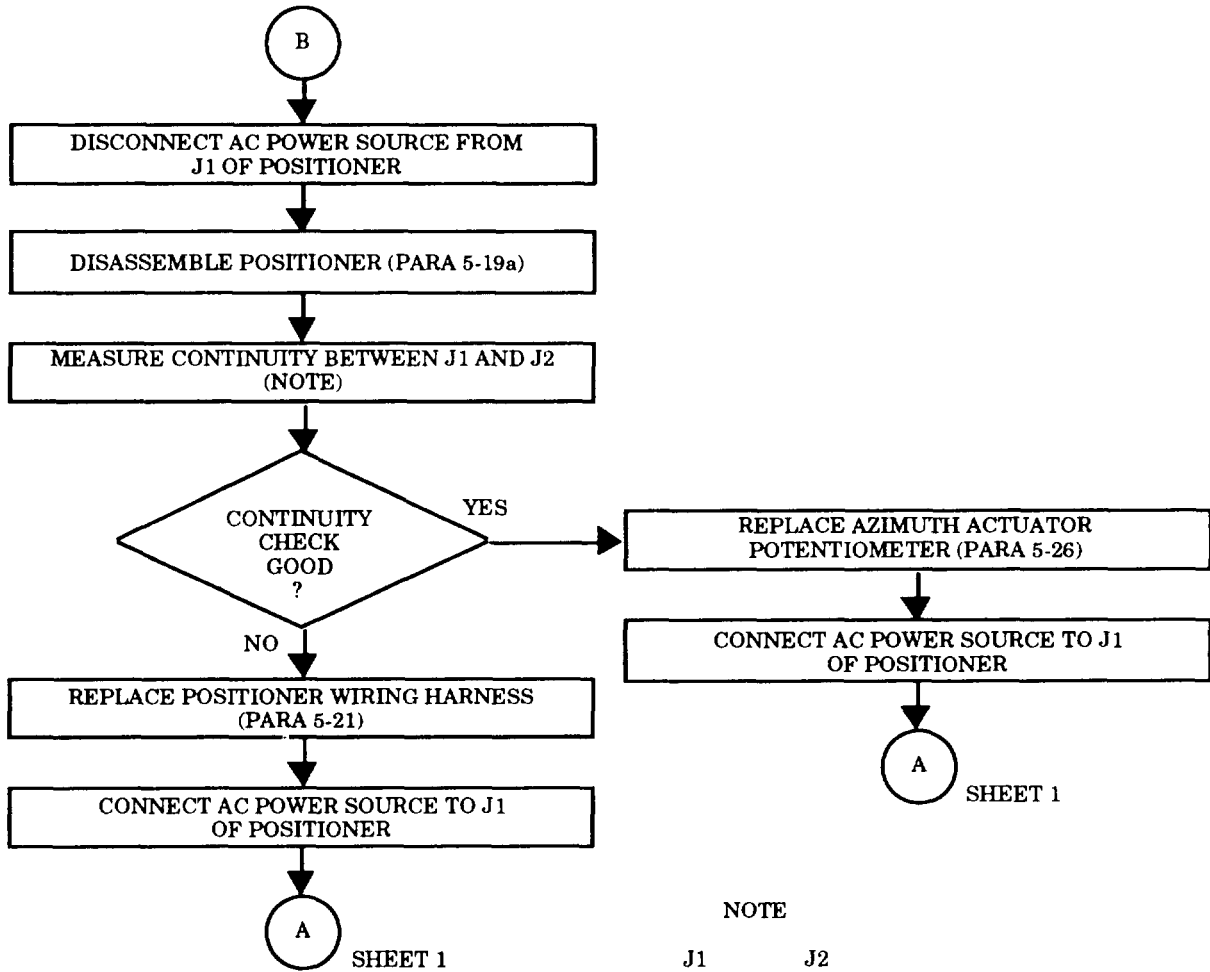 B
DISCONNECT AC POWER SOURCE FROM
J1 OF POSITIONER
DISASSEMBLE POSITIONER (PARA 5-19a)
MEASURE CONTINUITY BETWEEN J1 AND J2
(NOTE)
CONTINUITY
CHECK
GOOD
?
YES
NO
REPLACE AZIMUTH ACTUATOR
POTENTIOMETER (PARA 5-26)
CONNECT AC POWER SOURCE TO J1
OF POSITIONER
A
SHEET 1
REPLACE POSITIONER WIRING HARNESS
(PARA 5-21)
CONNECT AC POWER SOURCE TO J1
OF POSITIONER
A
SHEET 1
NOTE
J1 J2